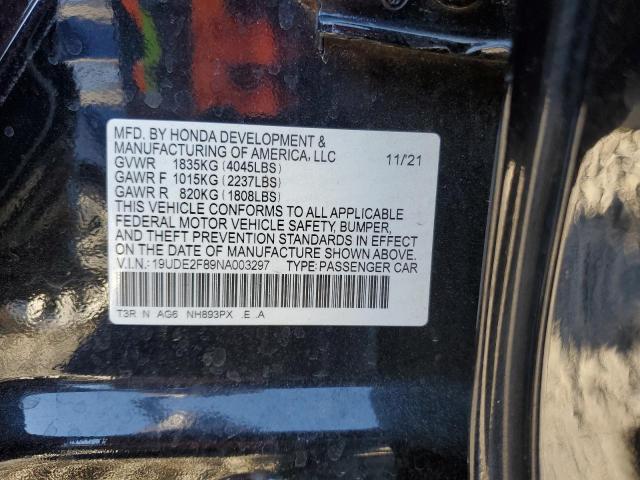 MFD. BY HONDA DEVELOPMENT &
MANUFACTURING OF AMERICA, LLC 11/21
GVWR 1835KG (4045LBS)
GAWR F 1015KG (2237LBS)
GAWR R 820KG (1808LBS)
THIS VEHICLE CONFORMS TO ALL APPLICABLE
FEDERAL MOTOR VEHICLE SAFETY, BUMPER,
AND THEFT PREVENTION STANDARDS IN EFFECT
ON THE DATE OF MANUFACTURE SHOWN ABOVE.
V.I.N.: 19UDE2F89NA003297 TYPE: PASSENGER CAR
T3R N AG6 NH893PX .E .A